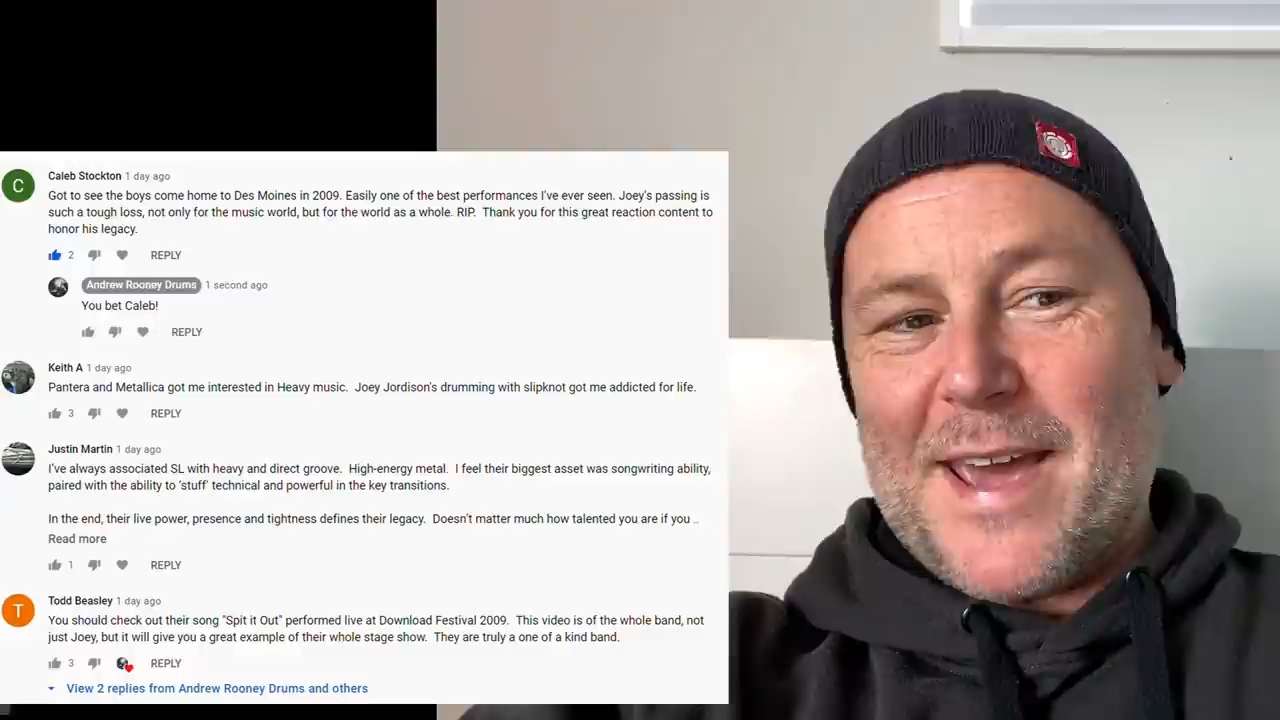 Caleb Stockton 1 day ago
Got to see the boys come home to Des Moines in 2009. Easily one of the best performances I've ever seen. Joey's passing is
such a tough loss, not only for the music world, but for the world as a whole. RIP. Thank you for this great reaction content to
honor his legacy.
2 REPLY
Andrew Rooney Drums 1 second ago
You bet Caleb!
REPLY
Keith A 1 day ago
Pantera and Metallica got me interested in Heavy music. Joey Jordison's drumming with slipknot got me addicted for life.
3 REPLY
Justin Martin 1 day ago
I've always associated SL with heavy and direct groove. High-energy metal. I feel their biggest asset was songwriting ability,
paired with the ability to 'stuff' technical and powerful in the key transitions.
In the end, their live power, presence and tightness defines their legacy. Doesn't matter much how talented you are if you ..
Read more
1 REPLY
Todd Beasley 1 day ago
You should check out their song "Spit it Out" performed live at Download Festival 2009. This video is of the whole band, not
just Joey, but it will give you a great example of their whole stage show. They are truly a one of a kind band.
3 REPLY
View 2 replies from Andrew Rooney Drums and others
C
T